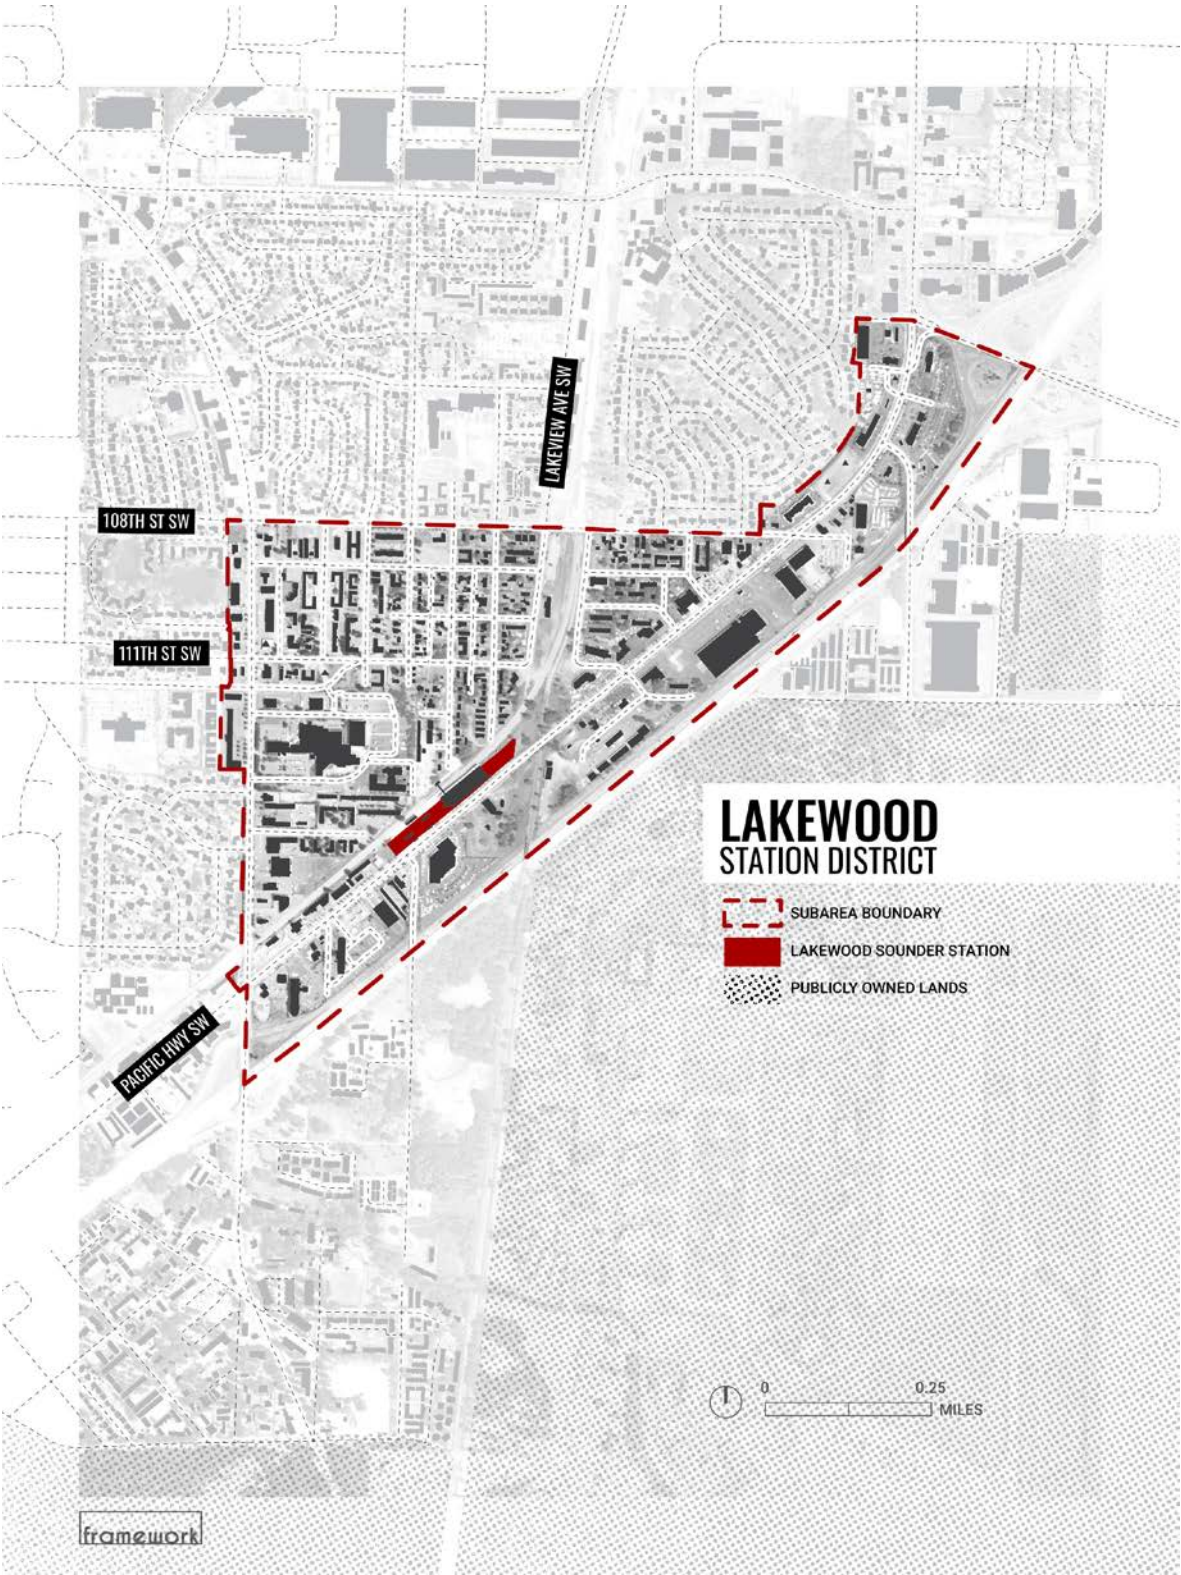 LAKEVIEW AVE SW
108TH ST SW
111TH ST SW
LAKEWOOD
STATION DISTRICT
SUBAREA BOUNDARY
LAKEWOOD SOUNDER STATION
PUBLICLY OWNED LANDS
PACIFIC HWY SW
0 0.25
MILES
framework